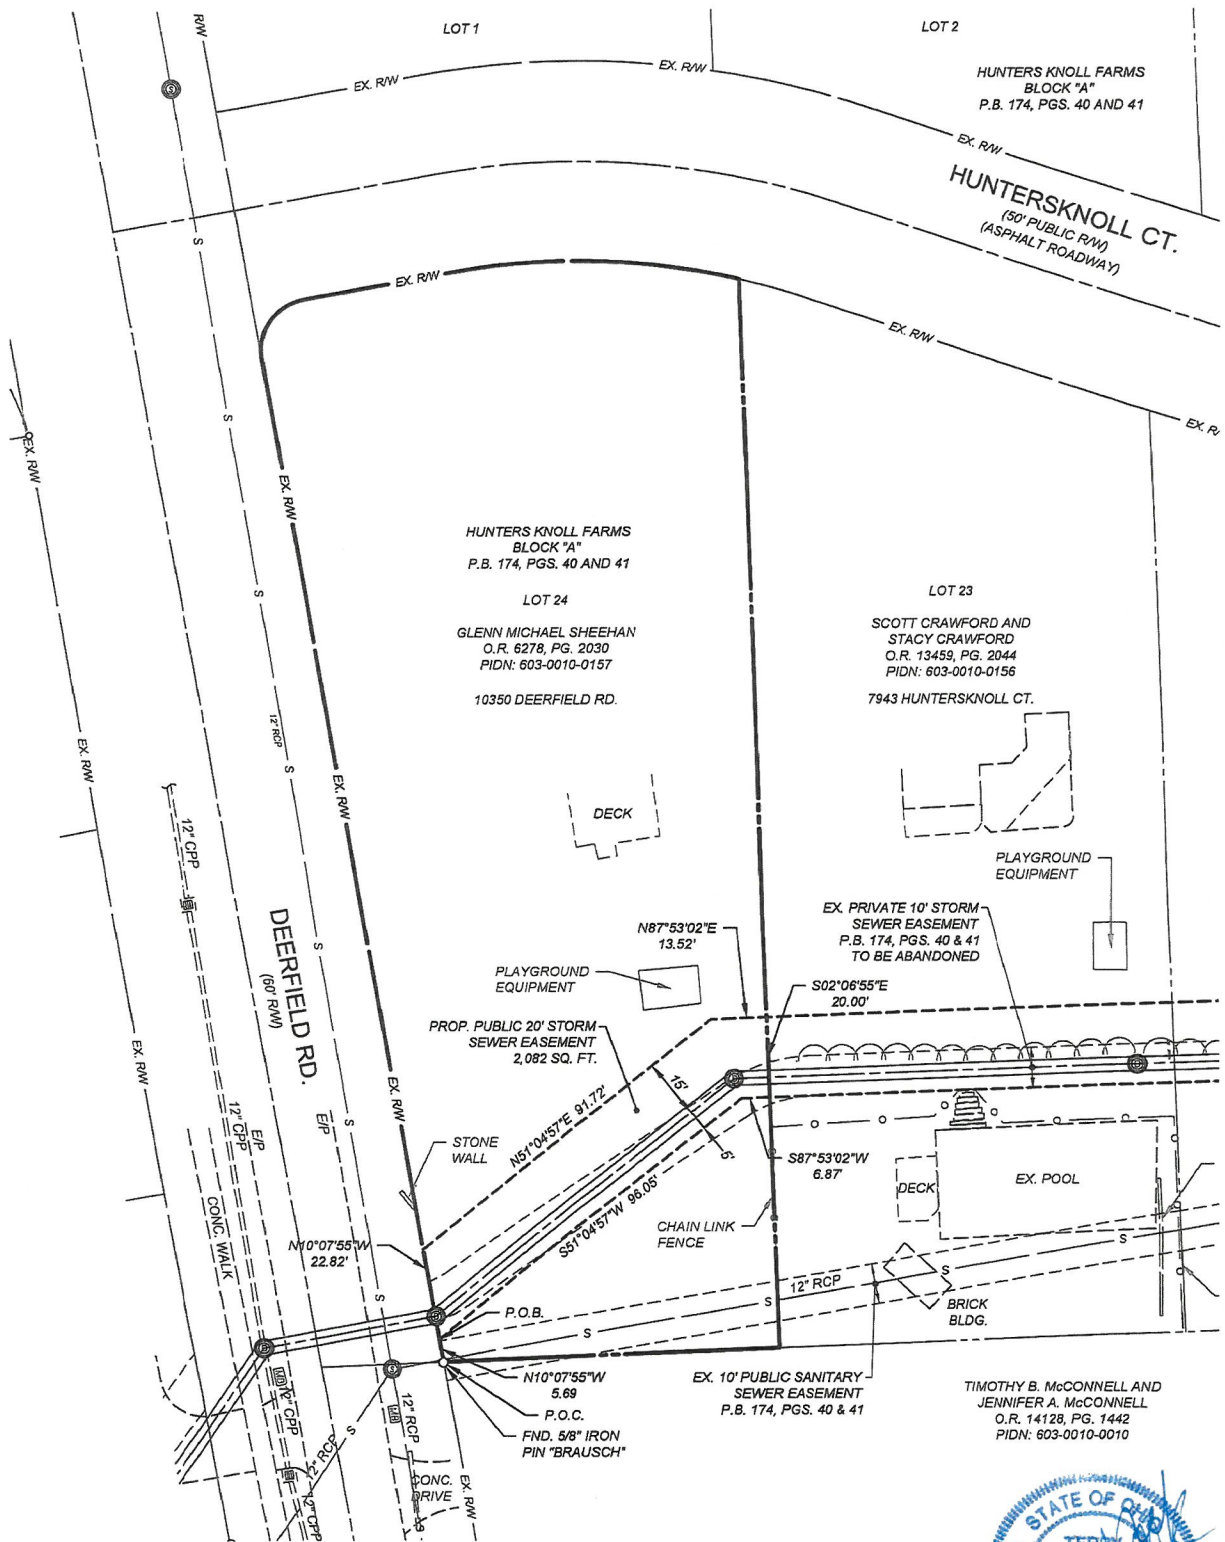 LOT 1
LOT 2
R/W
EX. R/W
EX. R/W
HUNTERS KNOLL FARMS
BLOCK "A"
P.B. 174, PGS. 40 AND 41
EX. R/W
HUNTERSKNOLL CT.
(50' PUBLIC R/W)
(ASPHALT ROADWAY)
S
S
EX. R/W
EX. R/W
S
EX. R/W
EX. R/W
EX. R/W
HUNTERS KNOLL FARMS
BLOCK "A"
P.B. 174, PGS. 40 AND 41
LOT 24
GLENN MICHAEL SHEEHAN
O.R. 6278, PG. 2030
PIDN: 603-0010-0157
10350 DEERFIELD RD.
LOT 23
SCOTT CRAWFORD AND
STACY CRAWFORD
O.R. 13459, PG. 2044
PIDN: 603-0010-0156
7943 HUNTERSKNOLL CT.
S
12" RCP
S
EX. R/W
EX. R/W
DECK
12" CPP
PLAYGROUND
EQUIPMENT
DEERFIELD RD.
(60' R/W)
S
N87°53'02"E
13.52'
EX. PRIVATE 10' STORM
SEWER EASEMENT
P.B. 174, PGS. 40 & 41
TO BE ABANDONED
PLAYGROUND
EQUIPMENT
S02°06'55"E
20.00'
PROP. PUBLIC 20' STORM
SEWER EASEMENT
2,082 SQ. FT.
EX. R/W
EX. R/W
15'
N51°04'57"E 91.72'
12" CPP
12" CPP
E/P
E/P
S
STONE
WALL
5'
S87°53'02"W
6.87'
DECK
EX. POOL
S51°04'57"W 96.05'
CONC. WALK
CHAIN LINK
FENCE
N10°07'55"W
22.82'
S
S
S
S
12" RCP
BRICK
BLDG.
P.O.B.
S
N10°07'55"W
5.69
P.O.C.
FND. 5/8" IRON
PIN "BRAUSCH"
EX. 10' PUBLIC SANITARY
SEWER EASEMENT
P.B. 174, PGS. 40 & 41
TIMOTHY B. McCONNELL AND
JENNIFER A. McCONNELL
O.R. 14128, PG. 1442
PIDN: 603-0010-0010
12" CPP
12" RCP
12" RCP
S
12" CPP
CONC.
DRIVE
EX. R/W
S
STATE OF